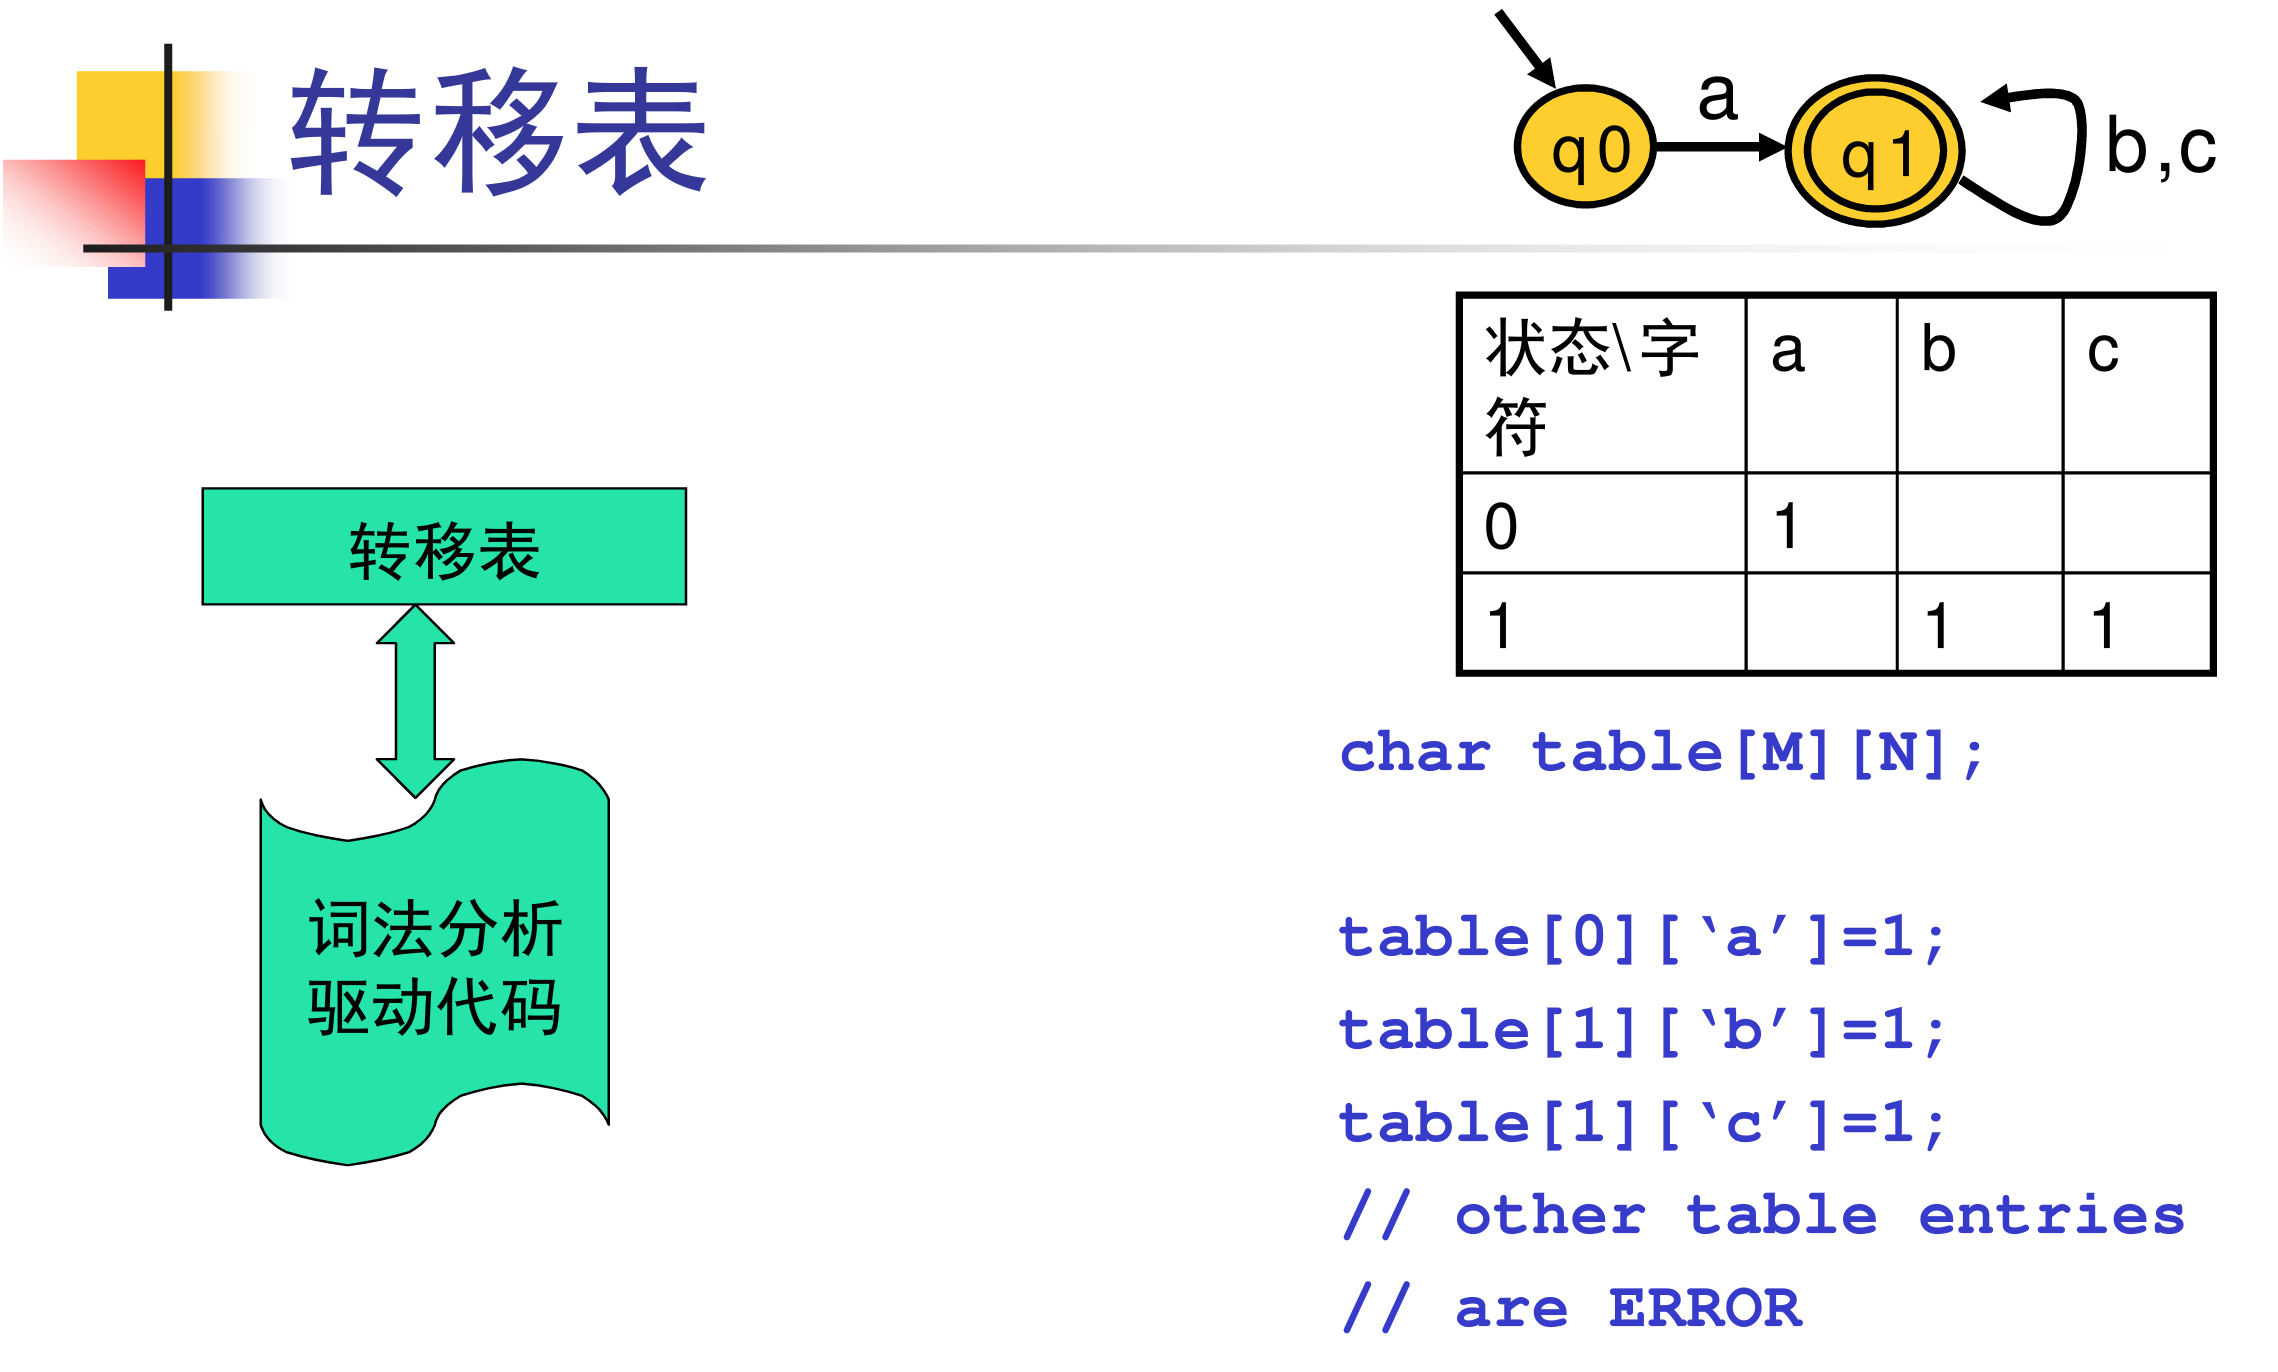 转移表
a
q0
q1
b,c
状态\字符 a b c
0 1
1 1 1
转移表
词法分析
驱动代码
char table[M][N];
table[0][‘a’]=1;
table[1][‘b’]=1;
table[1][‘c’]=1;
// other table entries
// are ERROR